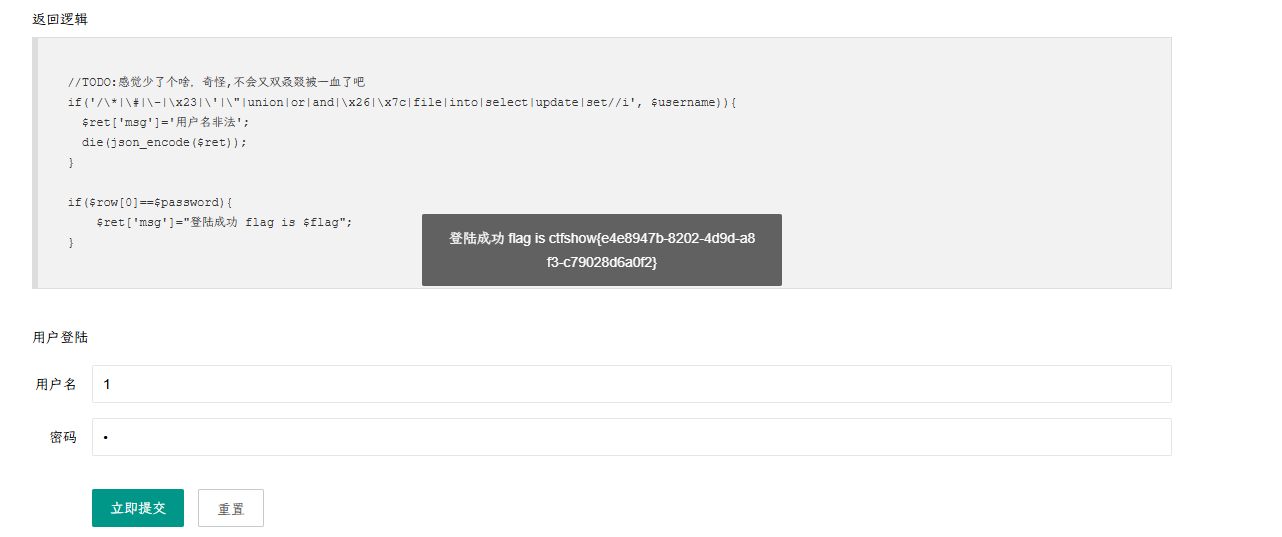 返回逻辑
//TODO:感觉少了个啥，奇怪,不会又双叒叕被一血了吧
if('/\*|\#|\-|\x23|\'|\"|union|or|and|\x26|\x7c|file|into|select|update|set//i', $username)){
$ret['msg']='用户名非法';
die(json_encode($ret));
}
if($row[0]==$password){
$ret['msg']="登陆成功 flag is $flag";
}
登陆成功 flag is ctfshow{e4e8947b-8202-4d9d-a8
f3-c79028d6a0f2}
用户登陆
用户名 1
密码 •
立即提交 重置